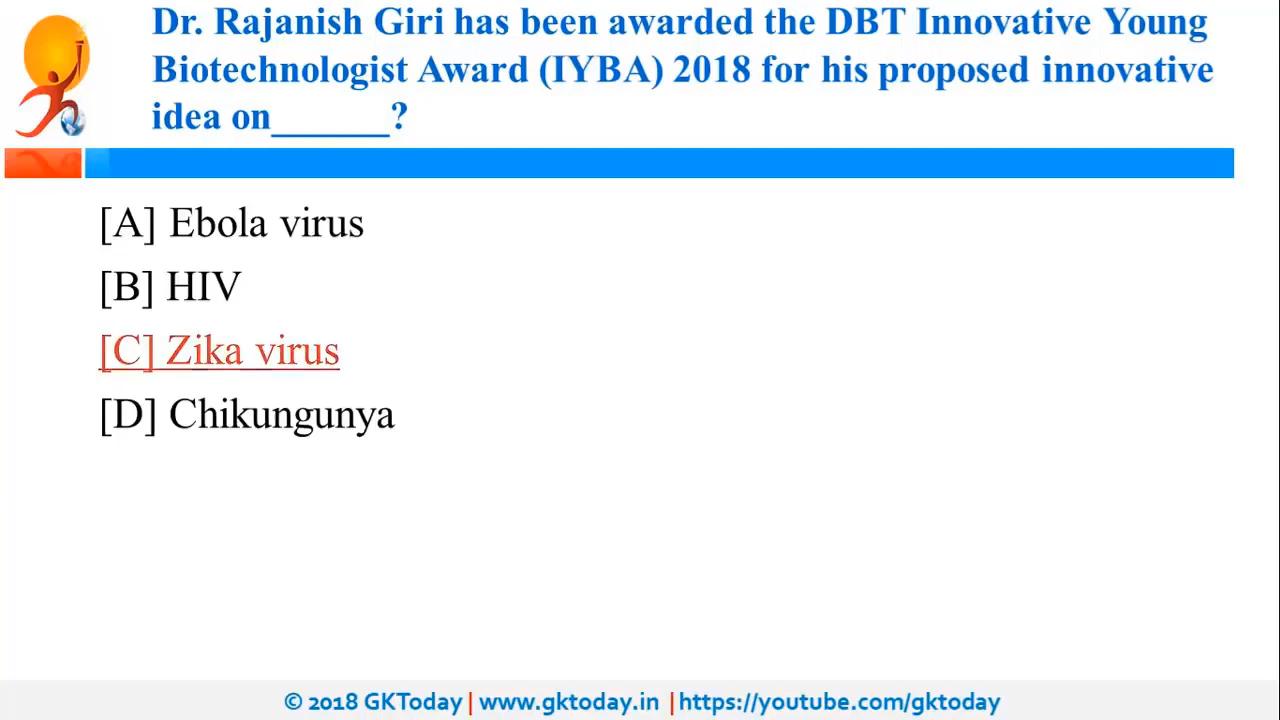 Dr. Rajanish Giri has been awarded the DBT Innovative Young
Biotechnologist Award (IYBA) 2018 for his proposed innovative
idea on______?
[A] Ebola virus
[B] HIV
[C] Zika virus
[D] Chikungunya
© 2018 GKToday | www.gktoday.in | https://youtube.com/gktoday